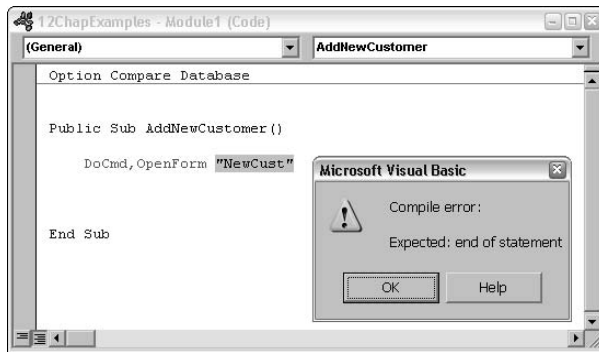 12ChapExamples - Module1 (Code)
(General)
AddNewCustomer
Option Compare Database
Public Sub AddNewCustomer()
DoCmd,OpenForm "NewCust"
End Sub
Microsoft Visual Basic
Compile error:
Expected: end of statement
OK
Help